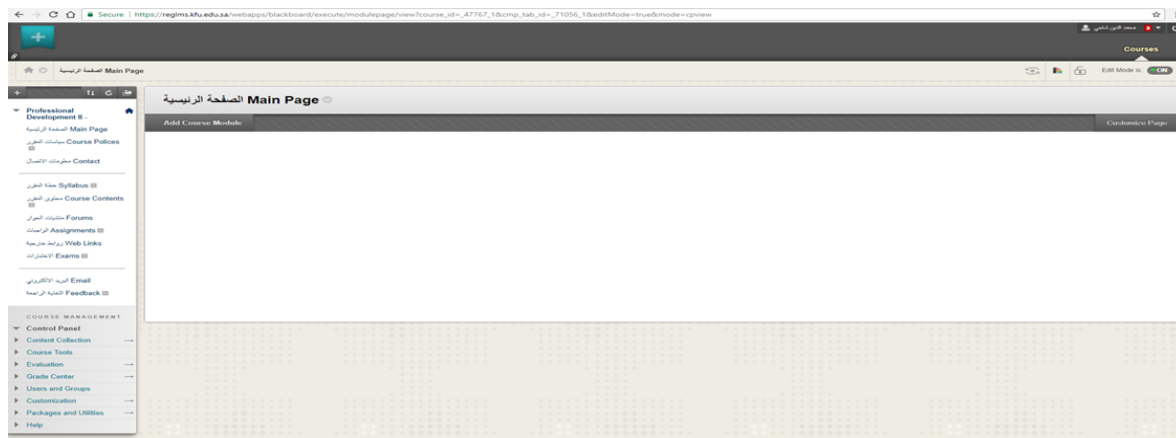 Secure | https://reglms.kfu.edu.sa/webapps/blackboard/execute/modulepage/view?course_id=_47767_1&cmp_tab_id=_71056_1&editMode=true&mode=cpview
Courses
الصفحة الرئيسية Main Page
Edit Mode is: ON
Professional Development II -
الصفحة الرئيسية Main Page
Add Course Module
Customize Page
الصفحة الرئيسية Main Page
سياسات المقرر Course Polices
معلومات الاتصال Contact
خطة المقرر Syllabus
محتوى المقرر Course Contents
منتديات الحوار Forums
الواجبات Assignments
روابط خارجية Web Links
الاختبارات Exams
البريد الالكتروني Email
التغذية الراجعة Feedback
COURSE MANAGEMENT
Control Panel
Content Collection
Course Tools
Evaluation
Grade Center
Users and Groups
Customization
Packages and Utilities
Help